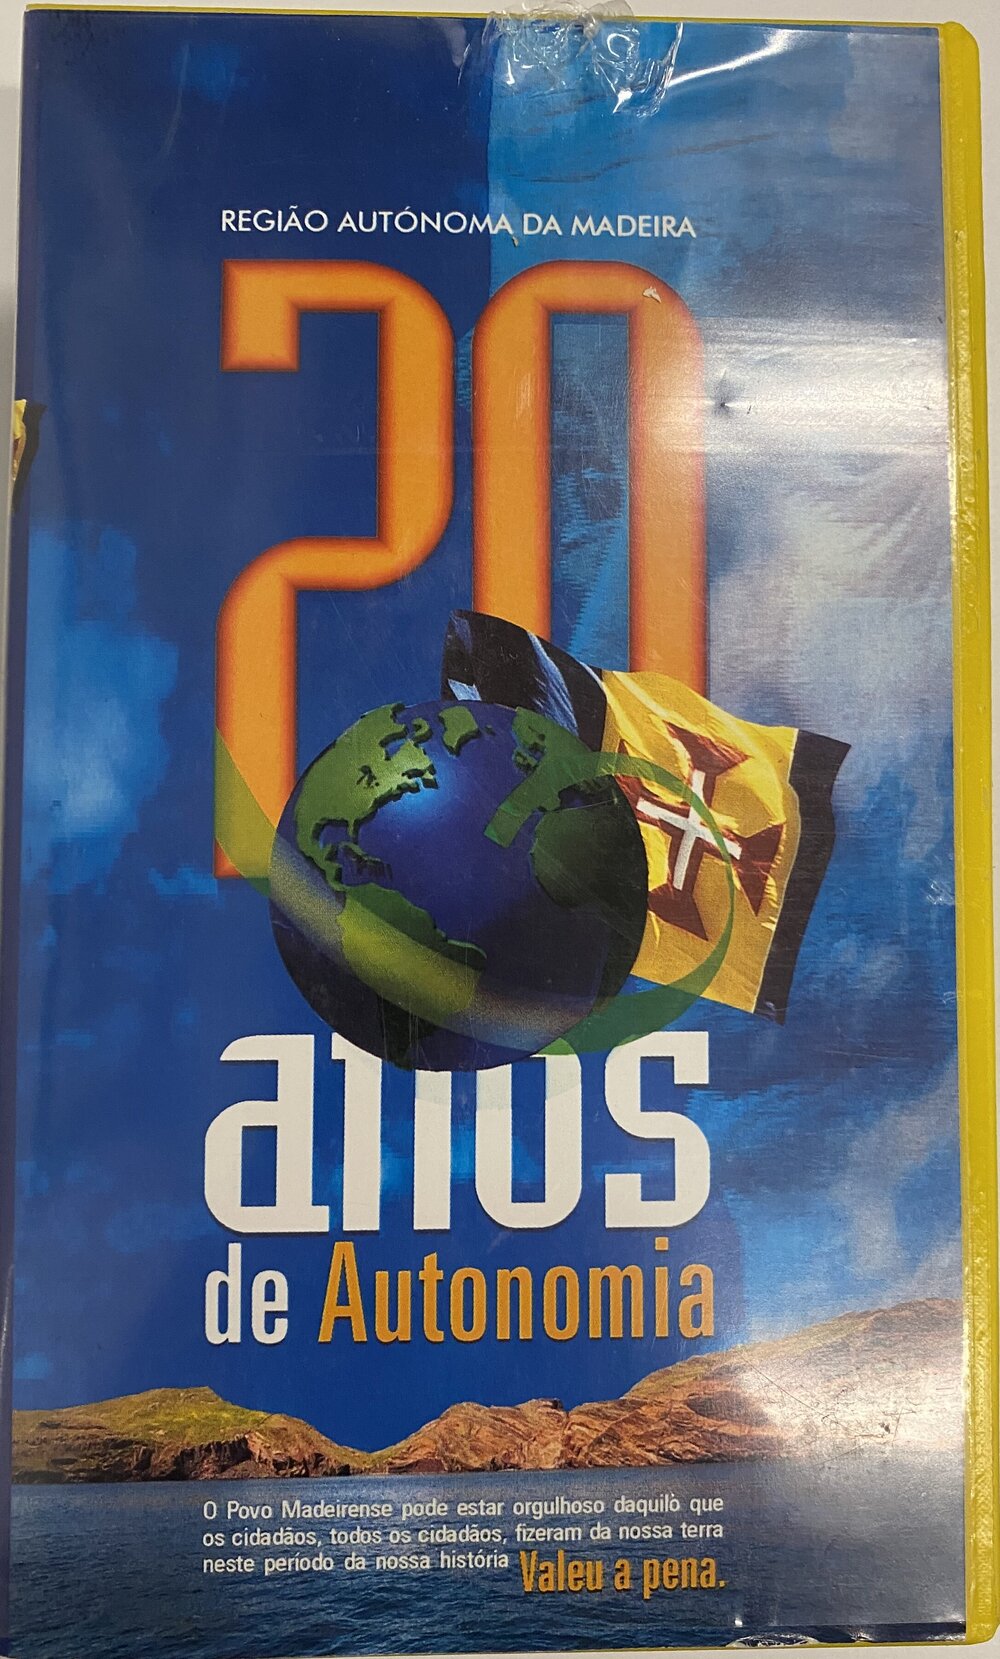 REGIÃO AUTÓNOMA DA MADEIRA
20
anos
de Autonomia
O Povo Madeirense pode estar orgulhoso daquilo que
os cidadãos, todos os cidadãos, fizeram da nossa terra
neste período da nossa história Valeu a pena.